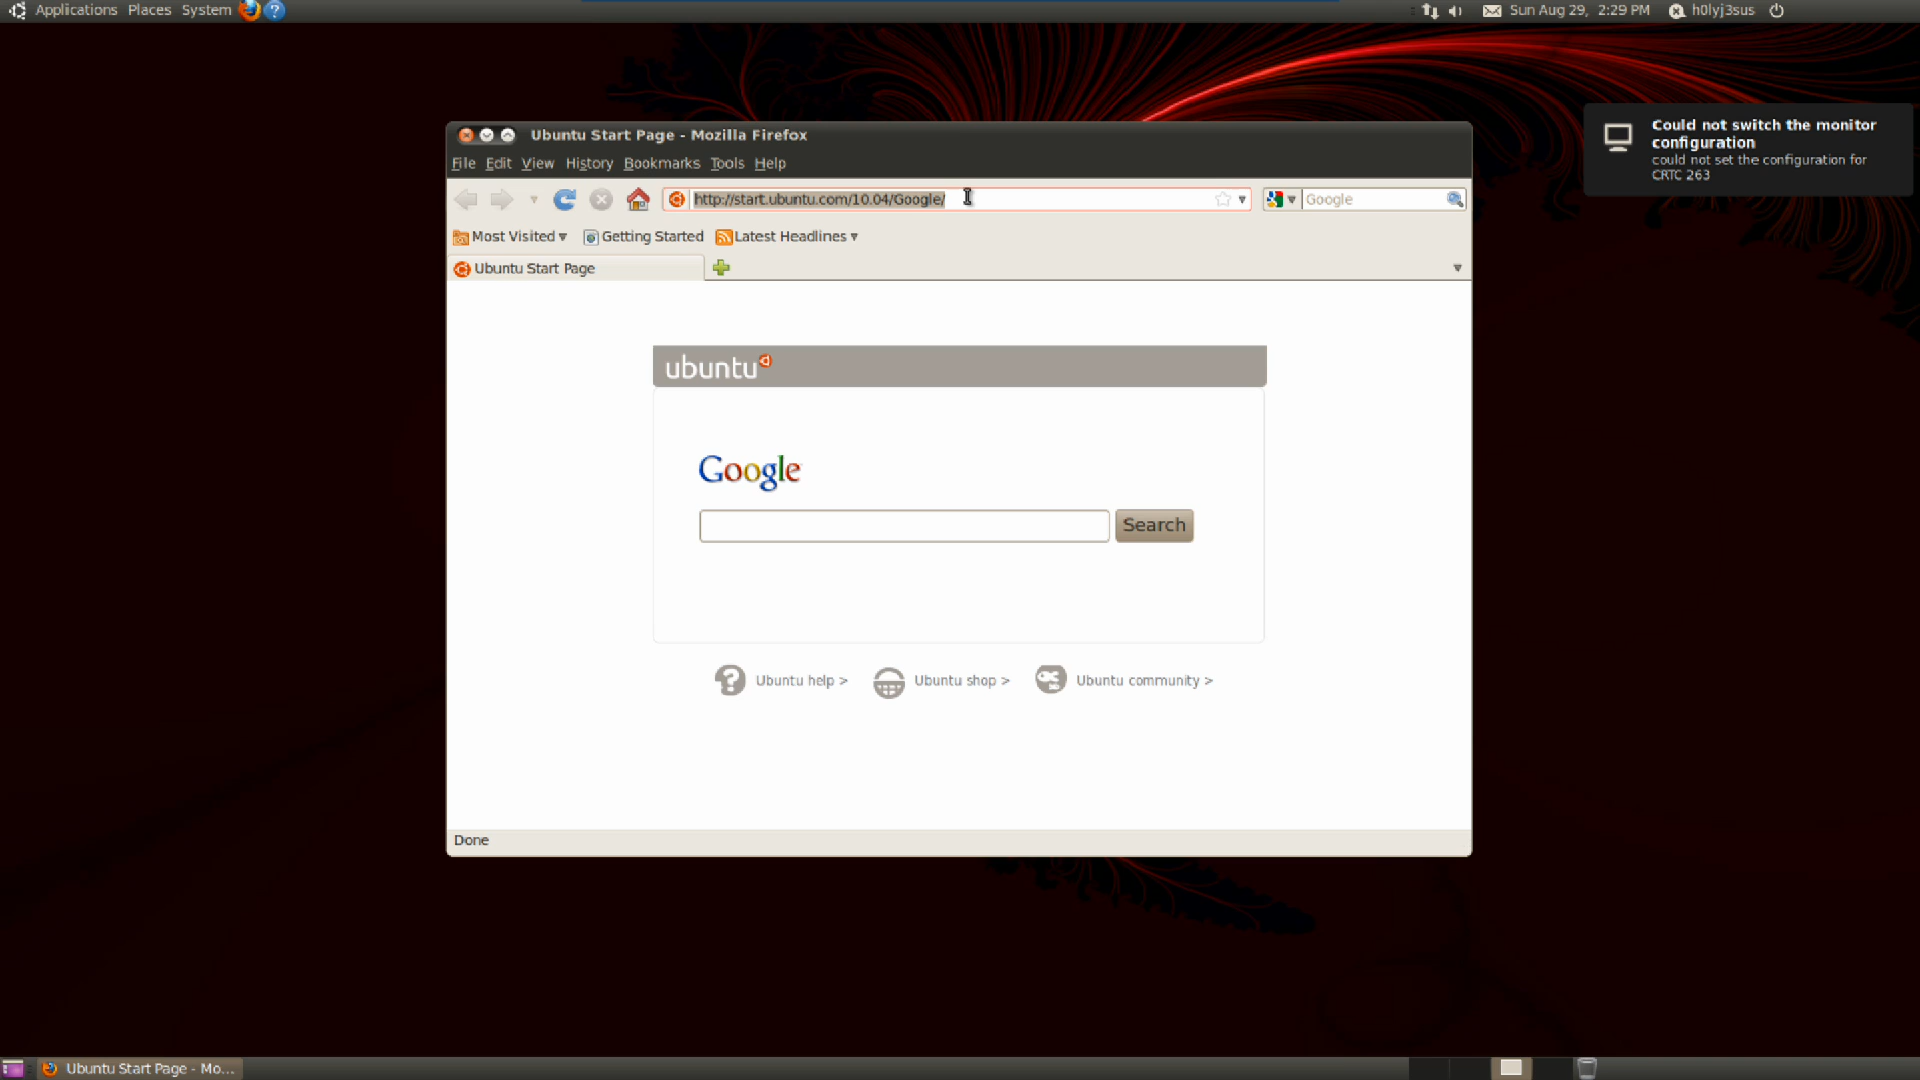 Applications Places System
Sun Aug 29, 2:29 PM h0lyj3sus
Could not switch the monitor
configuration
could not set the configuration for
CRTC 263
Ubuntu Start Page - Mozilla Firefox
File Edit View History Bookmarks Tools Help
http://start.ubuntu.com/10.04/Google/ Google
Most Visited Getting Started Latest Headlines
Ubuntu Start Page
ubuntu
Google
Search
Ubuntu help > Ubuntu shop > Ubuntu community >
Done
Ubuntu Start Page - Mo...